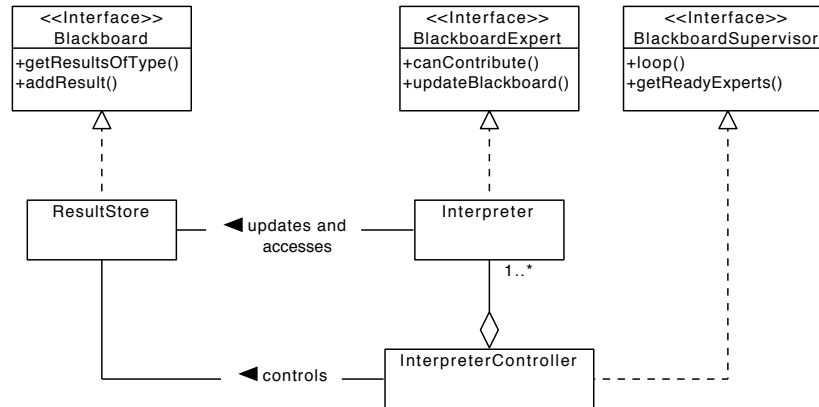 <<Interface>>
Blackboard
+getResultsOfType()
+addResult()
<<Interface>>
BlackboardExpert
+canContribute()
+updateBlackboard()
<<Interface>>
BlackboardSupervisor
+loop()
+getReadyExperts()
ResultStore
updates and
accesses
Interpreter
1..*
controls
InterpreterController